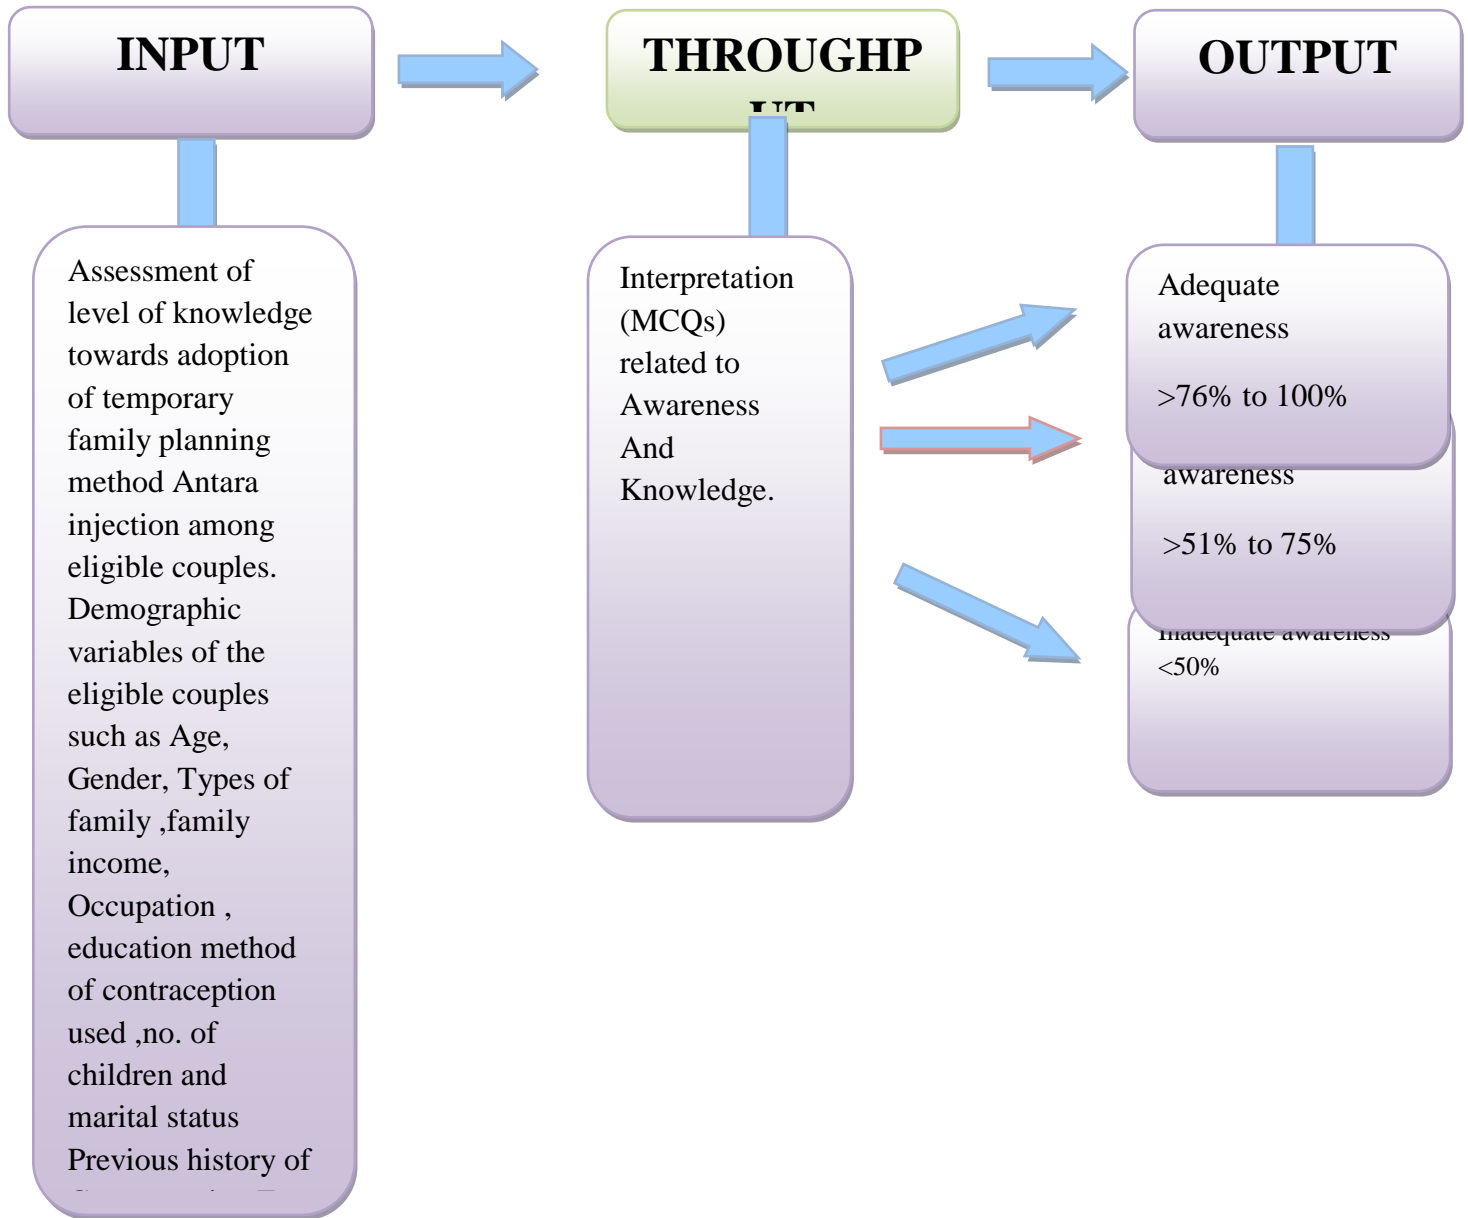 INPUT
THROUGHP
UT
OUTPUT
Assessment of
level of knowledge
towards adoption
of temporary
family planning
method Antara
injection among
eligible couples.
Demographic
variables of the
eligible couples
such as Age,
Gender, Types of
family ,family
income,
Occupation ,
education method
of contraception
used ,no. of
children and
marital status
Previous history of
Interpretation
(MCQs)
related to
Awareness
And
Knowledge.
Adequate
awareness
>76% to 100%
awareness
>51% to 75%
Inadequate awareness
<50%